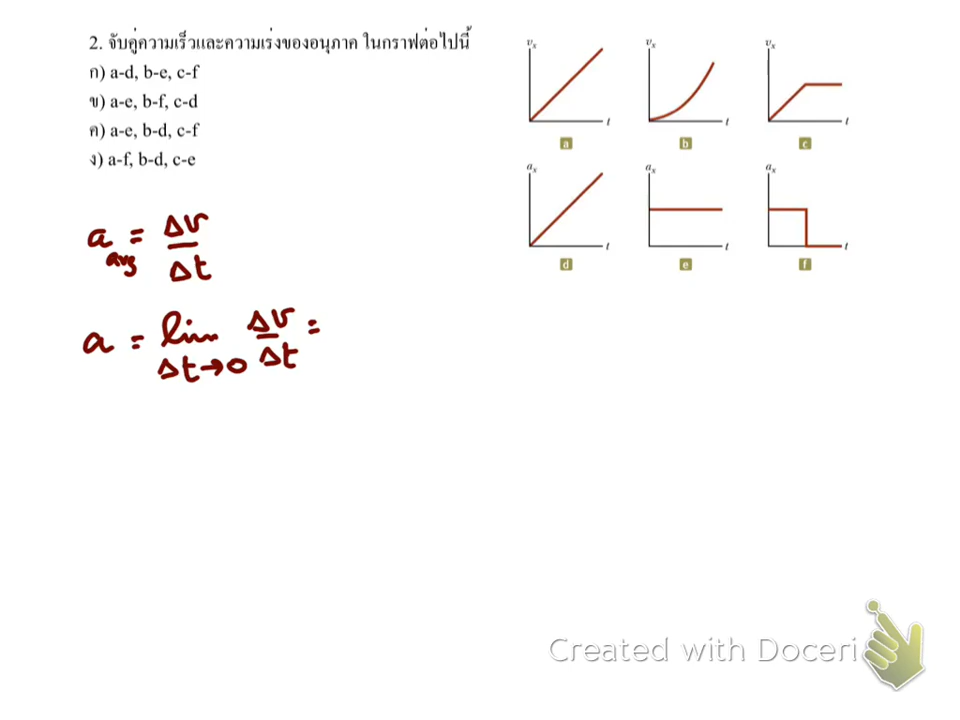 2. จับคู่ความเร็วและความเร่งของอนุภาค ในกราฟต่อไปนี้
ก) a-d, b-e, c-f
ข) a-e, b-f, c-d
ค) a-e, b-d, c-f
ง) a-f, b-d, c-e
a avg = Δv / Δt
a = lim Δt→0 Δv / Δt =
vx vx vx
t t t
a b c
ax ax ax
t t t
d e f
Created with Doceri